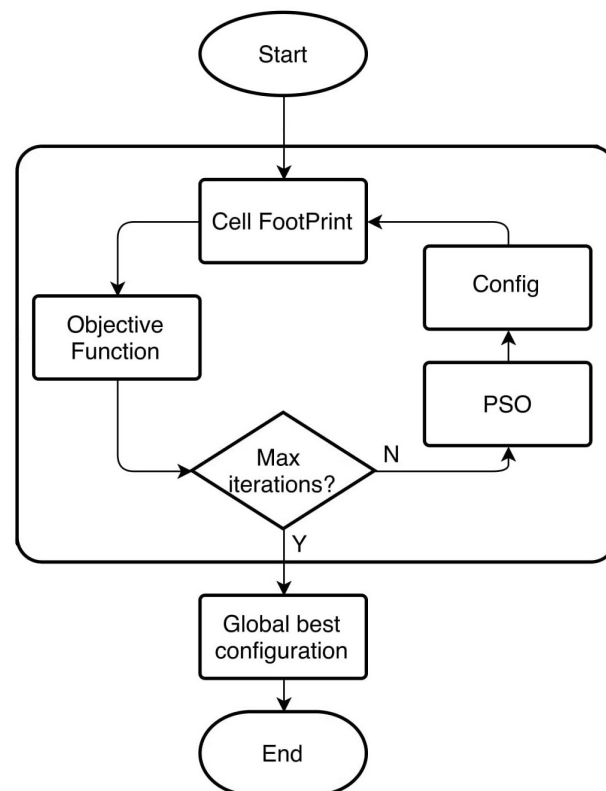 Start
Cell FootPrint
Config
Objective
Function
PSO
Max
iterations?
N
Y
Global best
configuration
End